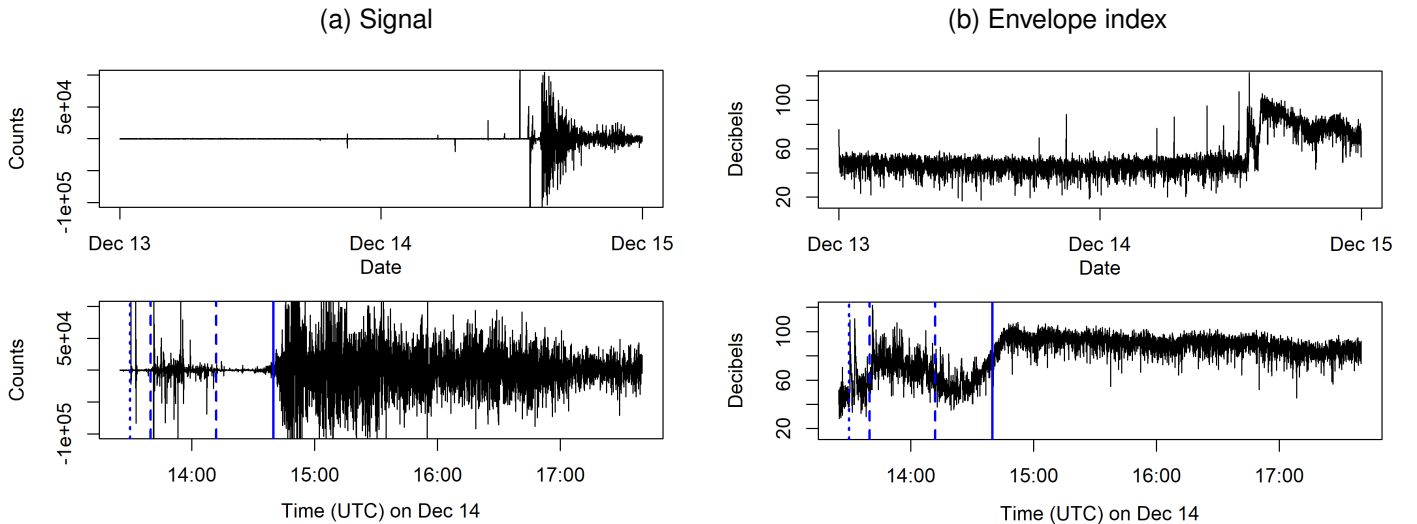 (a) Signal
(b) Envelope index
Counts
-1e+05
5e+04
Dec 13
Dec 14
Dec 15
Date
Decibels
20
60
100
Dec 13
Dec 14
Dec 15
Date
Counts
-1e+05
5e+04
14:00
15:00
16:00
17:00
Time (UTC) on Dec 14
Decibels
20
60
100
14:00
15:00
16:00
17:00
Time (UTC) on Dec 14